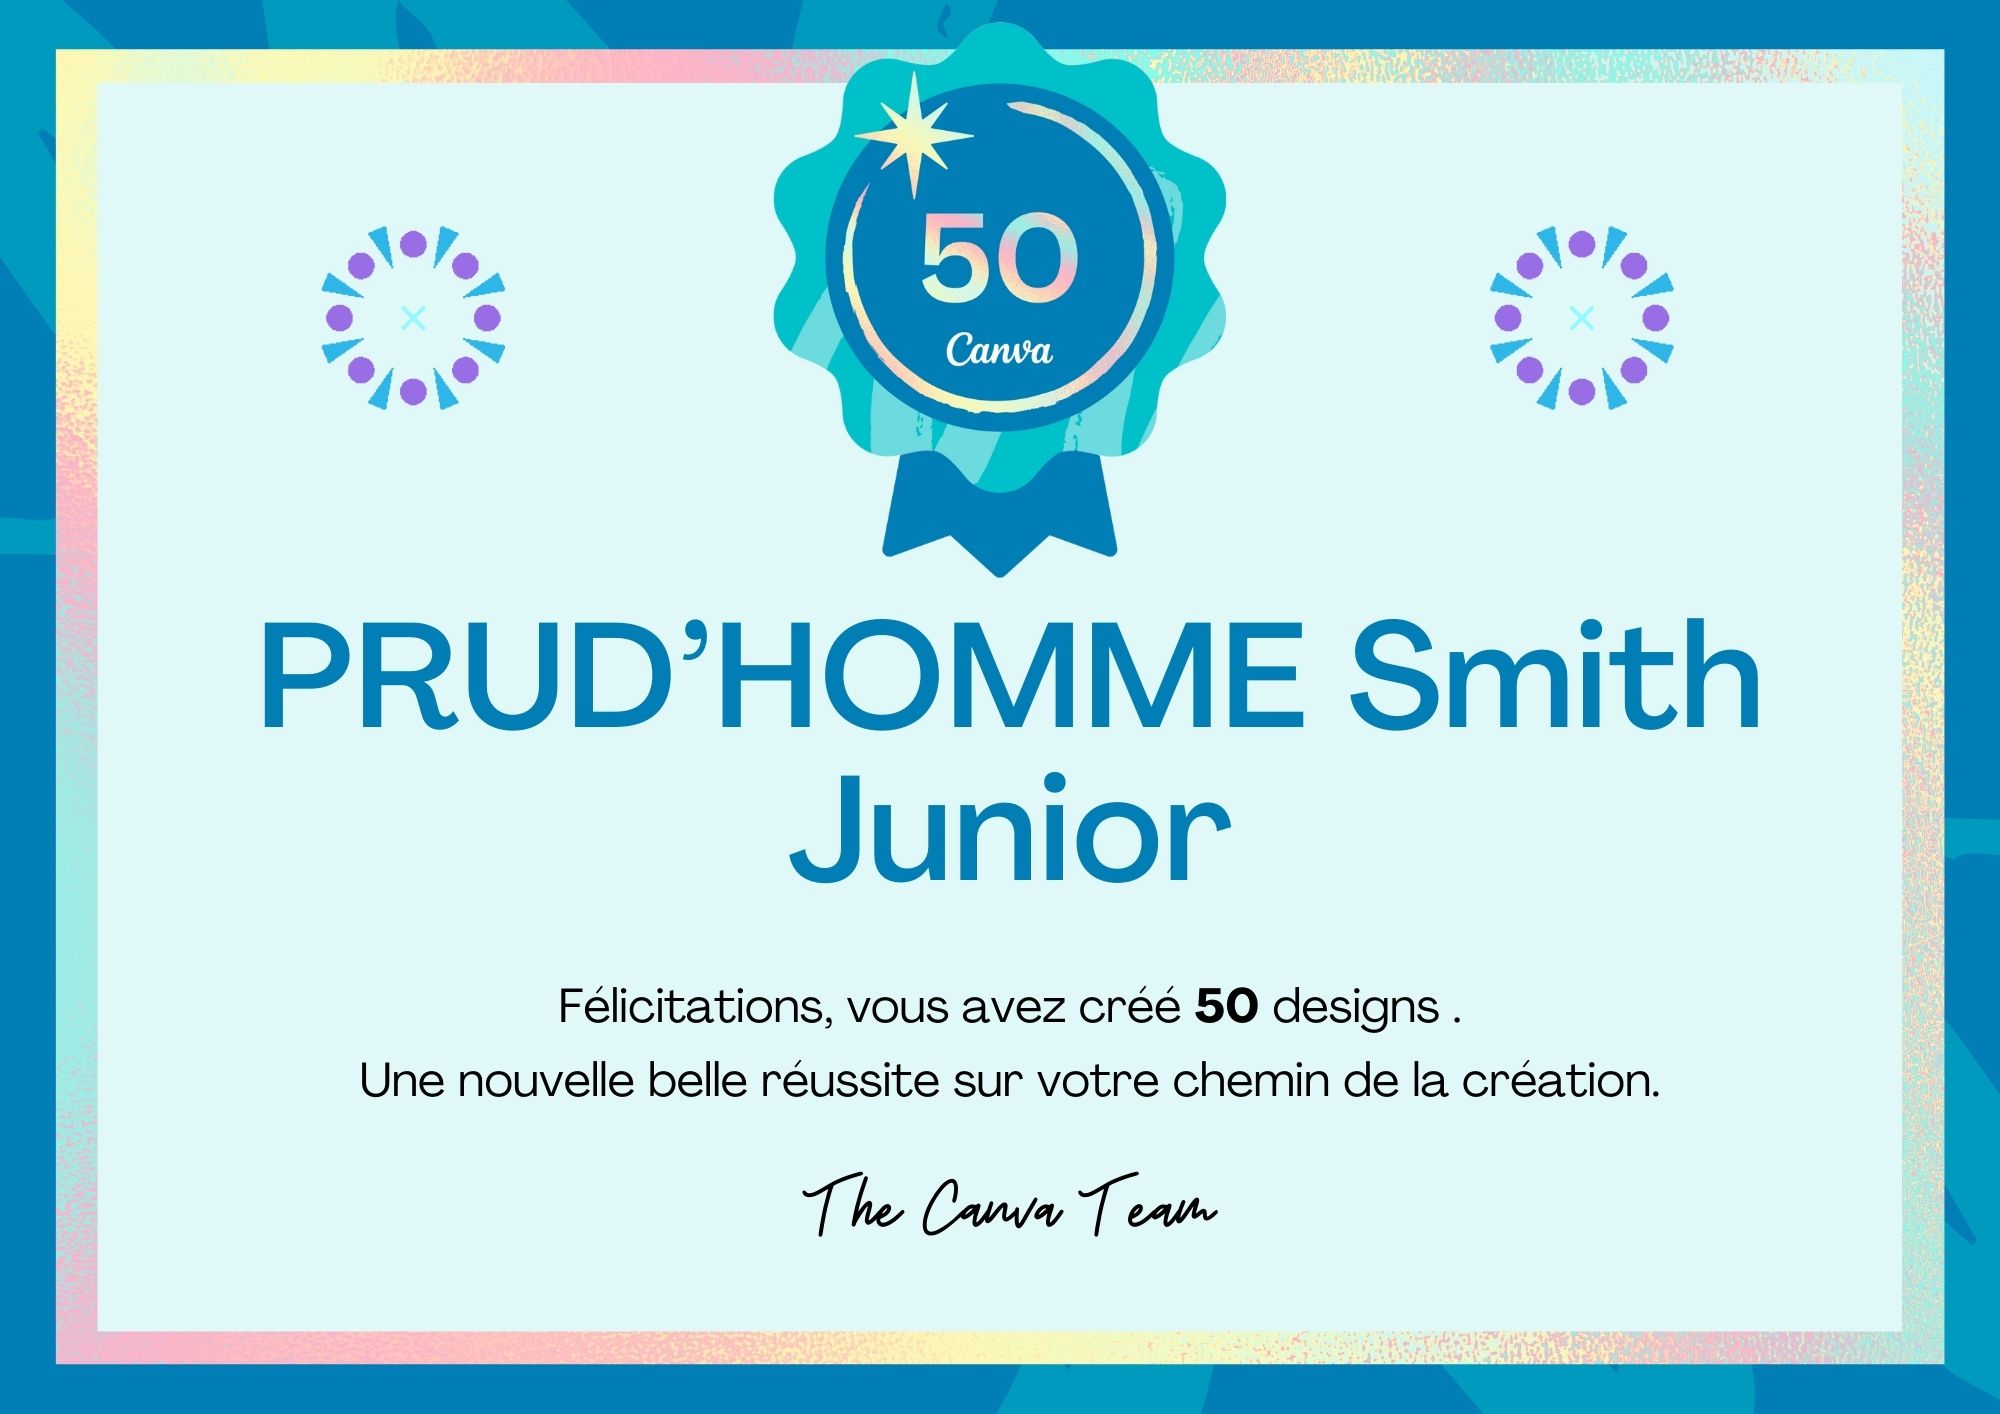 50
Canva
PRUD’HOMME Smith
Junior
Félicitations, vous avez créé 50 designs .
Une nouvelle belle réussite sur votre chemin de la création.
The Canva Team